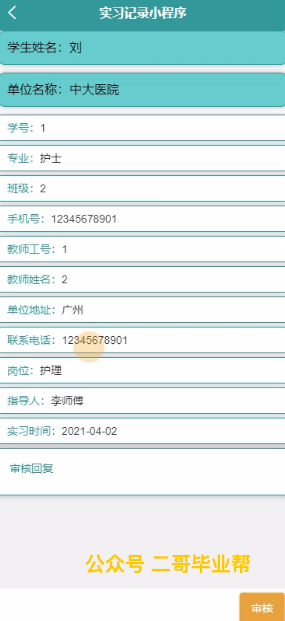 实习记录小程序
学生姓名：刘
单位名称：中大医院
学号：1
专业：护士
班级：2
手机号：12345678901
教师工号：1
教师姓名：2
单位地址：广州
联系电话：12345678901
岗位：护理
指导人：李师傅
实习时间：2021-04-02
审核回复
公众号 二哥毕业帮
审核